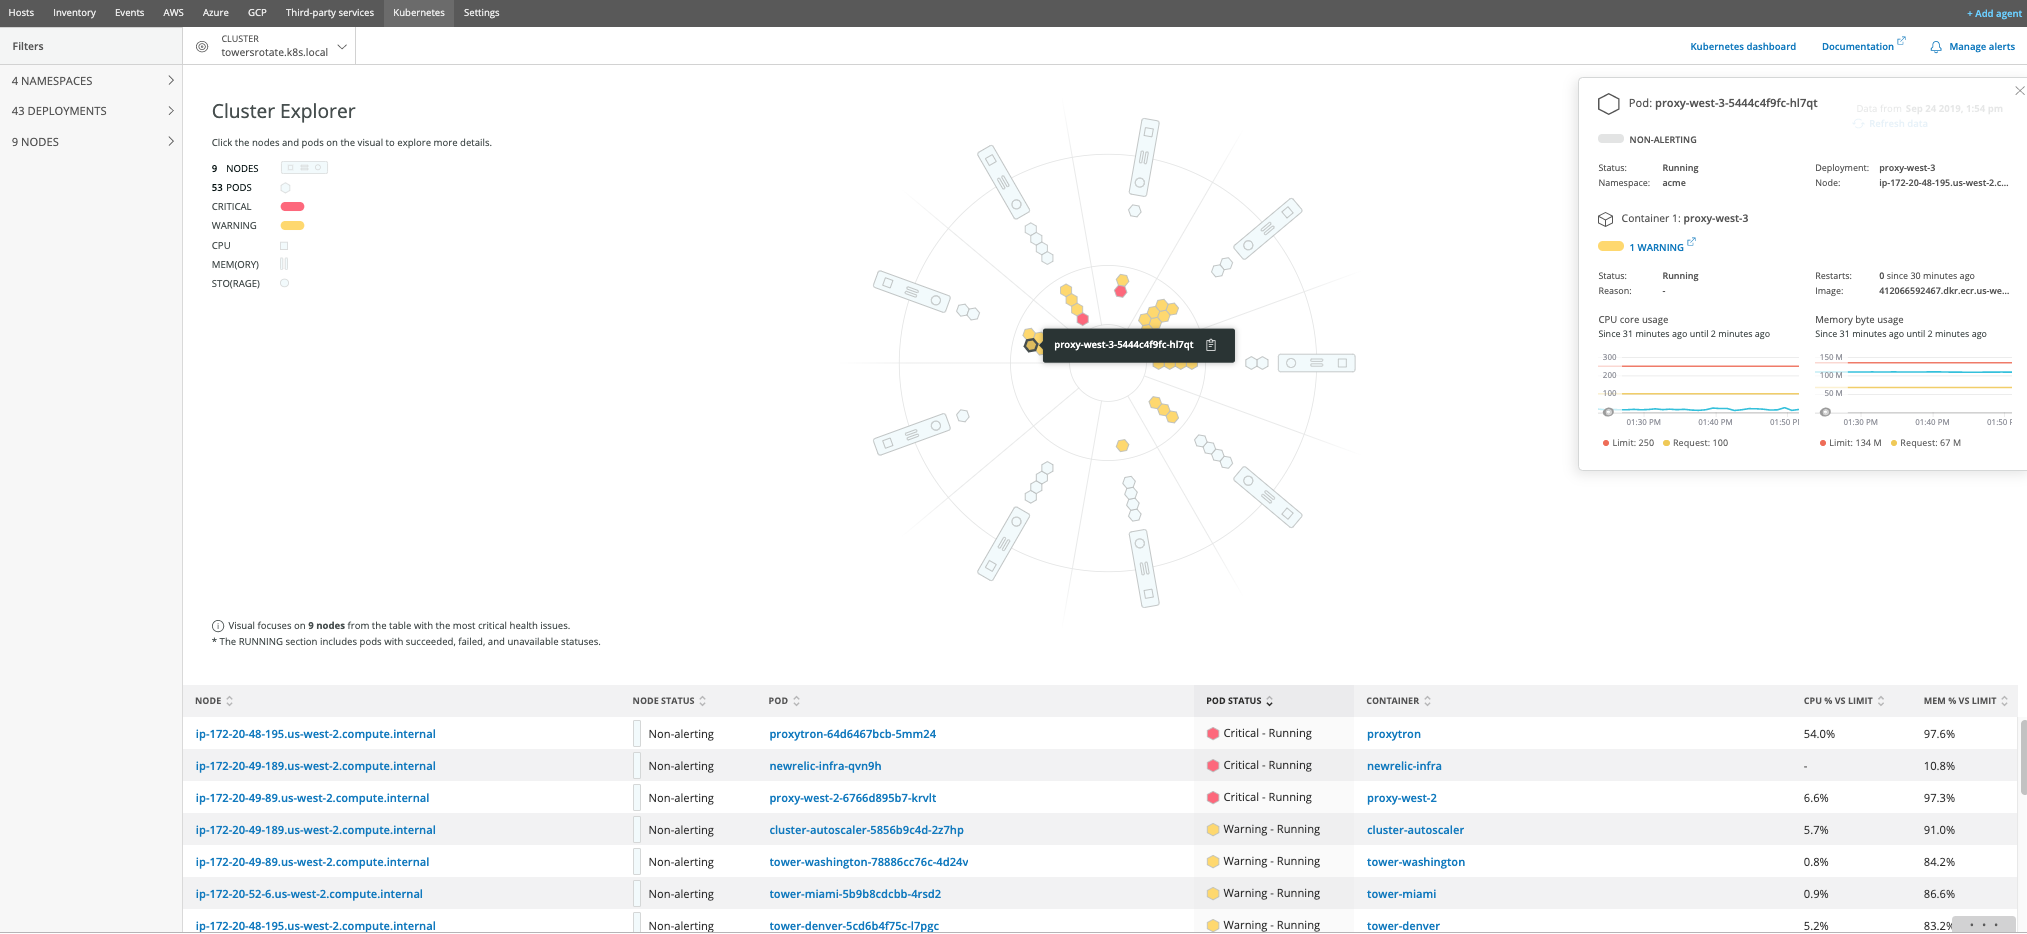 Hosts Inventory Events AWS Azure GCP Third-party services Kubernetes Settings + Add agent
Filters
CLUSTER
towersrotate.k8s.local
Kubernetes dashboard Documentation Manage alerts
4 NAMESPACES
43 DEPLOYMENTS
9 NODES
Cluster Explorer
Click the nodes and pods on the visual to explore more details.
9 NODES
53 PODS
CRITICAL
WARNING
CPU
MEM(ORY)
STO(RAGE)
proxy-west-3-5444c4f9fc-hl7qt
Pod: proxy-west-3-5444c4f9fc-hl7qt
Data from Sep 24 2019, 1:54 pm
Refresh data
NON-ALERTING
Status: Running Deployment: proxy-west-3
Namespace: acme Node: ip-172-20-48-195.us-west-2.c...
Container 1: proxy-west-3
1 WARNING
Status: Running Restarts: 0 since 30 minutes ago
Reason: - Image: 412066592467.dkr.ecr.us-we...
CPU core usage Memory byte usage
Since 31 minutes ago until 2 minutes ago Since 31 minutes ago until 2 minutes ago
300 150 M
200 100 M
100 50 M
01:30 PM 01:40 PM 01:50 P 01:30 PM 01:40 PM 01:50
Limit: 250 Request: 100 Limit: 134 M Request: 67 M
Visual focuses on 9 nodes from the table with the most critical health issues.
* The RUNNING section includes pods with succeeded, failed, and unavailable statuses.
NODE NODE STATUS POD POD STATUS CONTAINER CPU % VS LIMIT MEM % VS LIMIT
ip-172-20-48-195.us-west-2.compute.internal Non-alerting proxytron-64d6467bcb-5mm24 Critical - Running proxytron 54.0% 97.6%
ip-172-20-49-189.us-west-2.compute.internal Non-alerting newrelic-infra-qvn9h Critical - Running newrelic-infra - 10.8%
ip-172-20-49-89.us-west-2.compute.internal Non-alerting proxy-west-2-6766d895b7-krvlt Critical - Running proxy-west-2 6.6% 97.3%
ip-172-20-49-189.us-west-2.compute.internal Non-alerting cluster-autoscaler-5856b9c4d-2z7hp Warning - Running cluster-autoscaler 5.7% 91.0%
ip-172-20-49-89.us-west-2.compute.internal Non-alerting tower-washington-78886cc76c-4d24v Warning - Running tower-washington 0.8% 84.2%
ip-172-20-52-6.us-west-2.compute.internal Non-alerting tower-miami-5b9b8cdcbb-4rsd2 Warning - Running tower-miami 0.9% 86.6%
ip-172-20-48-195.us-west-2.compute.internal Non-alerting tower-denver-5cd6b4f75c-l7pgc Warning - Running tower-denver 5.2% 83.2%